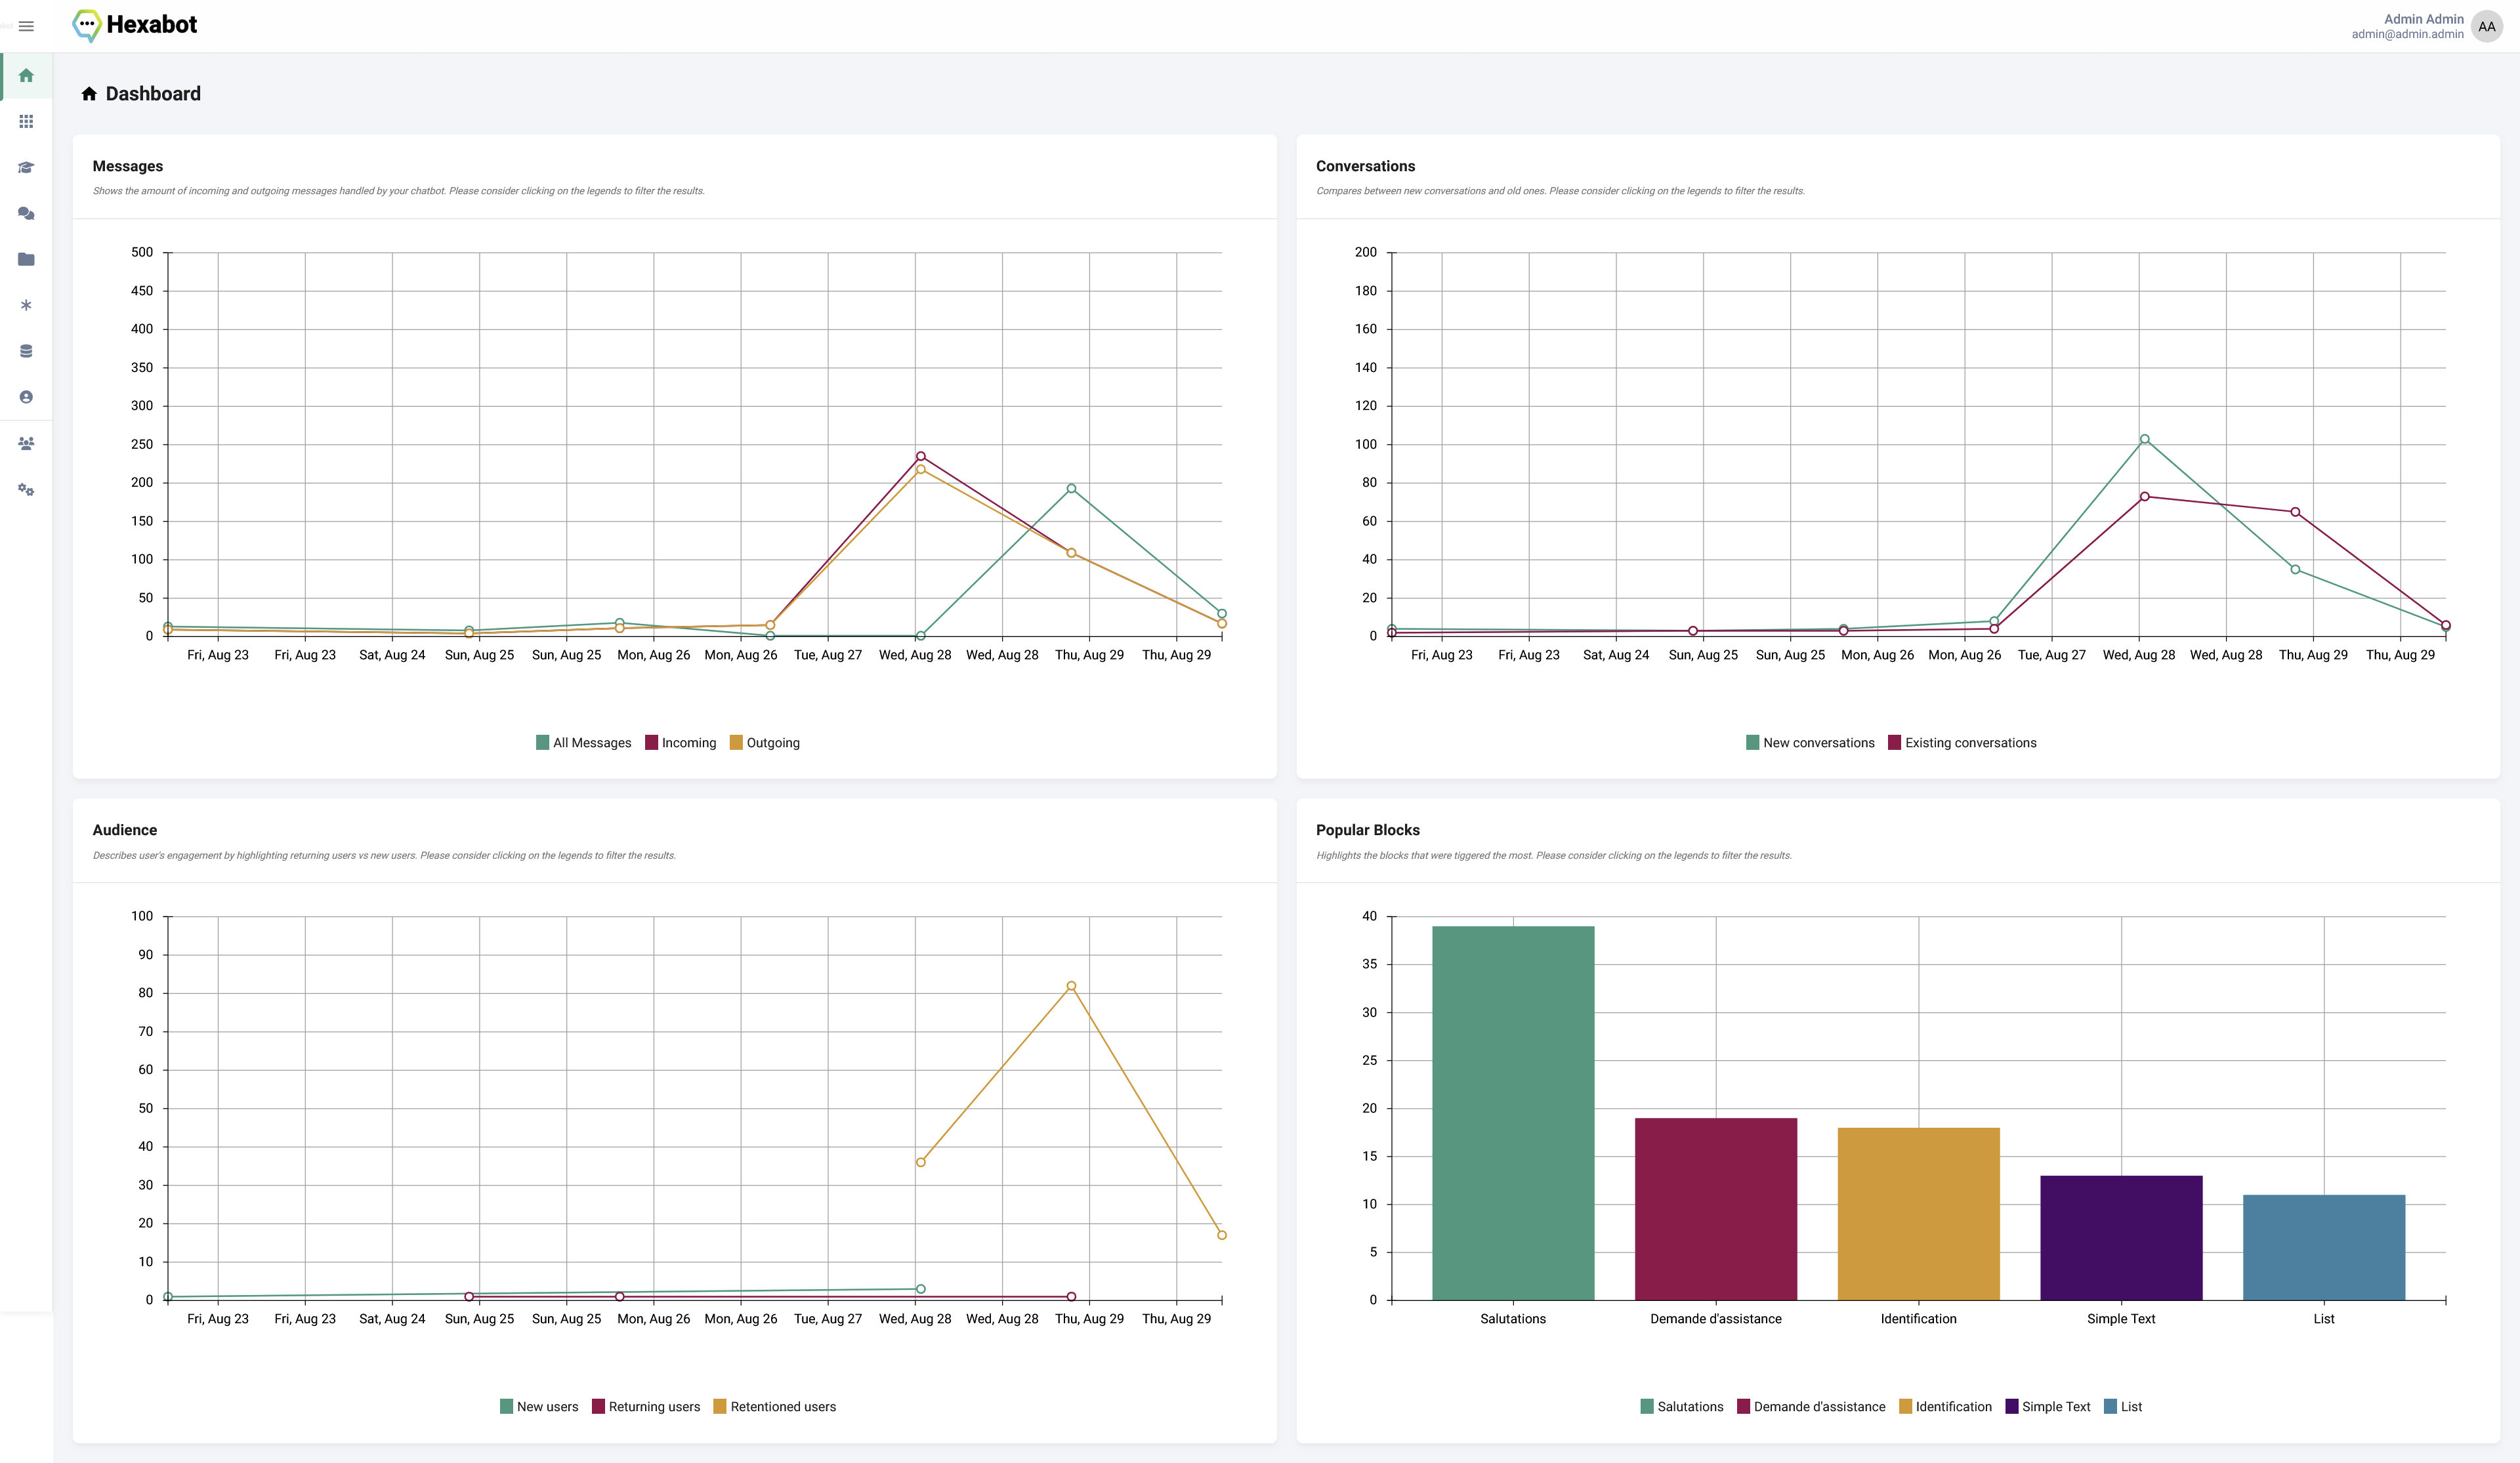 Hexabot
Admin Admin
admin@admin.admin
AA
Dashboard
Messages
Shows the amount of incoming and outgoing messages handled by your chatbot. Please consider clicking on the legends to filter the results.
500
450
400
350
300
250
200
150
100
50
0
Fri, Aug 23 Fri, Aug 23 Sat, Aug 24 Sun, Aug 25 Sun, Aug 25 Mon, Aug 26 Mon, Aug 26 Tue, Aug 27 Wed, Aug 28 Wed, Aug 28 Thu, Aug 29 Thu, Aug 29
All Messages Incoming Outgoing
Conversations
Compares between new conversations and old ones. Please consider clicking on the legends to filter the results.
200
180
160
140
120
100
80
60
40
20
0
Fri, Aug 23 Fri, Aug 23 Sat, Aug 24 Sun, Aug 25 Sun, Aug 25 Mon, Aug 26 Mon, Aug 26 Tue, Aug 27 Wed, Aug 28 Wed, Aug 28 Thu, Aug 29 Thu, Aug 29
New conversations Existing conversations
Audience
Describes user's engagement by highlighting returning users vs new users. Please consider clicking on the legends to filter the results.
100
90
80
70
60
50
40
30
20
10
0
Fri, Aug 23 Fri, Aug 23 Sat, Aug 24 Sun, Aug 25 Sun, Aug 25 Mon, Aug 26 Mon, Aug 26 Tue, Aug 27 Wed, Aug 28 Wed, Aug 28 Thu, Aug 29 Thu, Aug 29
New users Returning users Retentioned users
Popular Blocks
Highlights the blocks that were tiggered the most. Please consider clicking on the legends to filter the results.
40
35
30
25
20
15
10
5
0
Salutations Demande d'assistance Identification Simple Text List
Salutations Demande d'assistance Identification Simple Text List